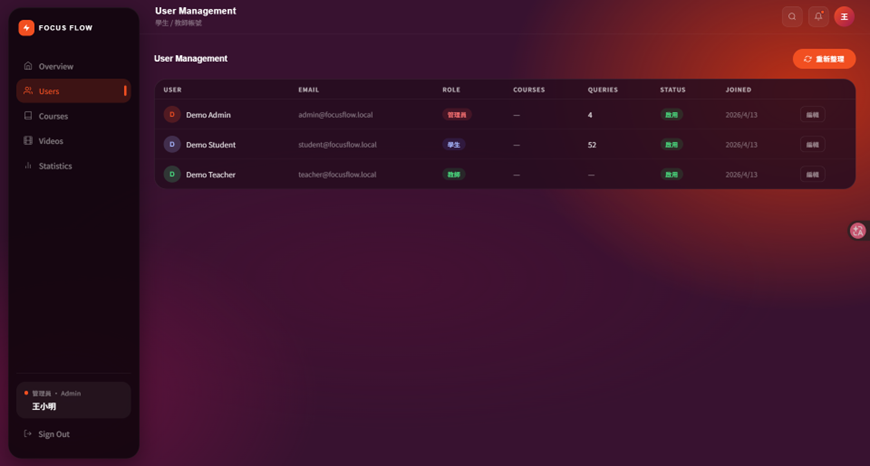 FOCUS FLOW
Overview
Users
Courses
Videos
Statistics
管理員 • Admin
王小明
Sign Out
User Management
學生 / 教師帳號
王
User Management
重新整理
USER EMAIL ROLE COURSES QUERIES STATUS JOINED
D Demo Admin admin@focusflow.local 管理員 — 4 啟用 2026/4/13 編輯
D Demo Student student@focusflow.local 學生 — 52 啟用 2026/4/13 編輯
D Demo Teacher teacher@focusflow.local 教師 — — 啟用 2026/4/13 編輯